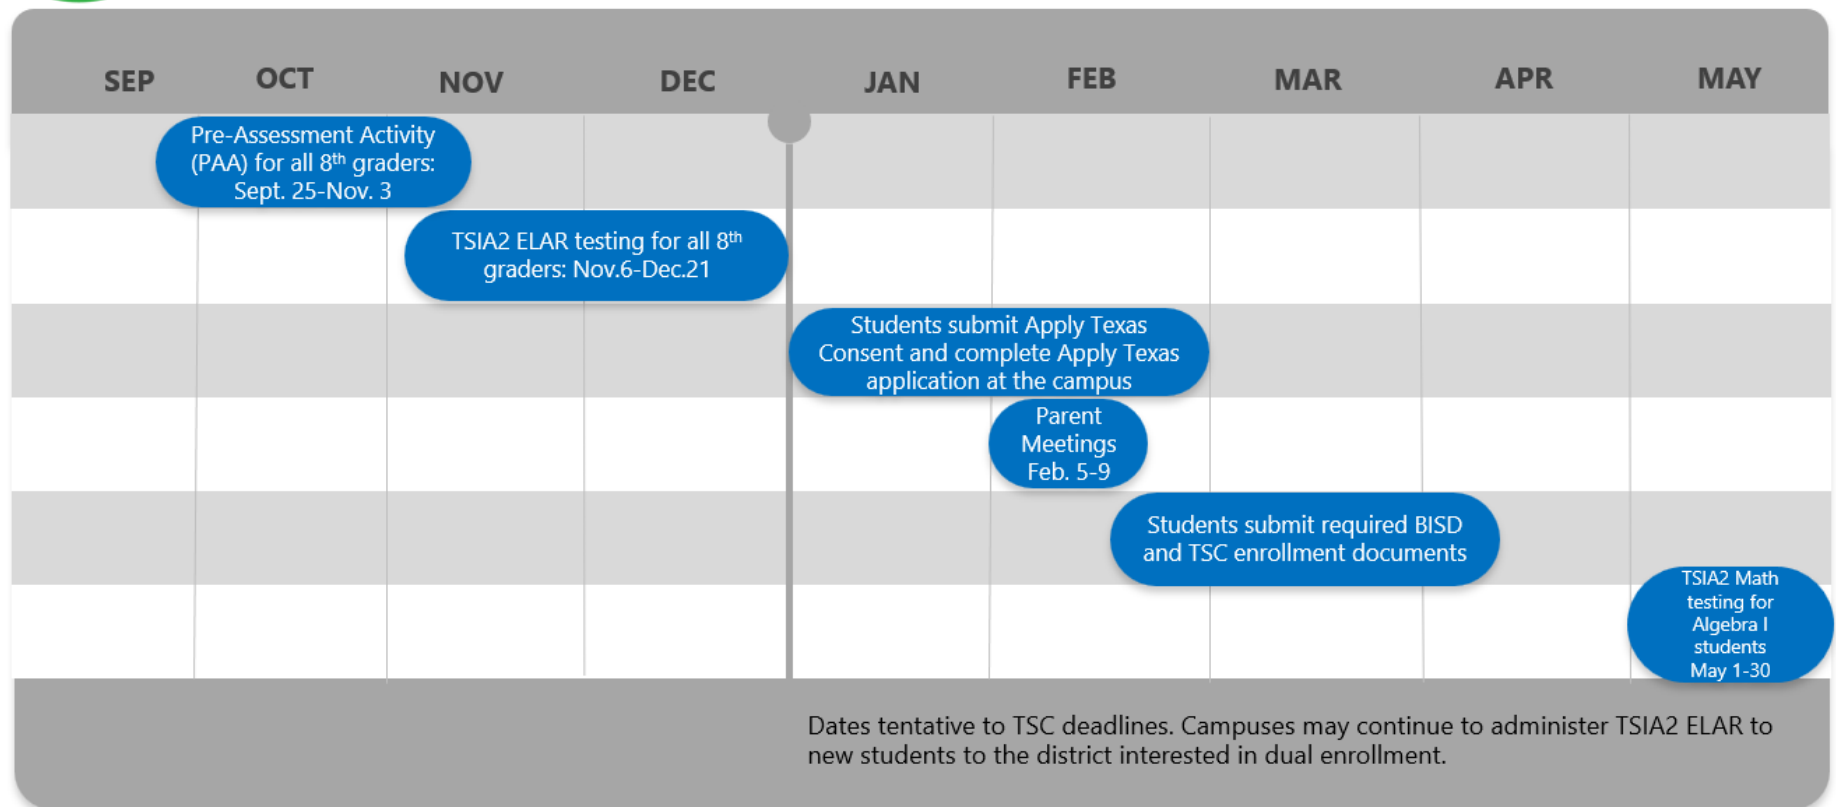 SEP OCT NOV DEC JAN FEB MAR APR MAY
Pre-Assessment Activity
(PAA) for all 8th graders:
Sept. 25-Nov. 3
TSIA2 ELAR testing for all 8th
graders: Nov.6-Dec.21
Students submit Apply Texas
Consent and complete Apply Texas
application at the campus
Parent
Meetings
Feb. 5-9
Students submit required BISD
and TSC enrollment documents
TSIA2 Math
testing for
Algebra I
students
May 1-30
Dates tentative to TSC deadlines. Campuses may continue to administer TSIA2 ELAR to
new students to the district interested in dual enrollment.